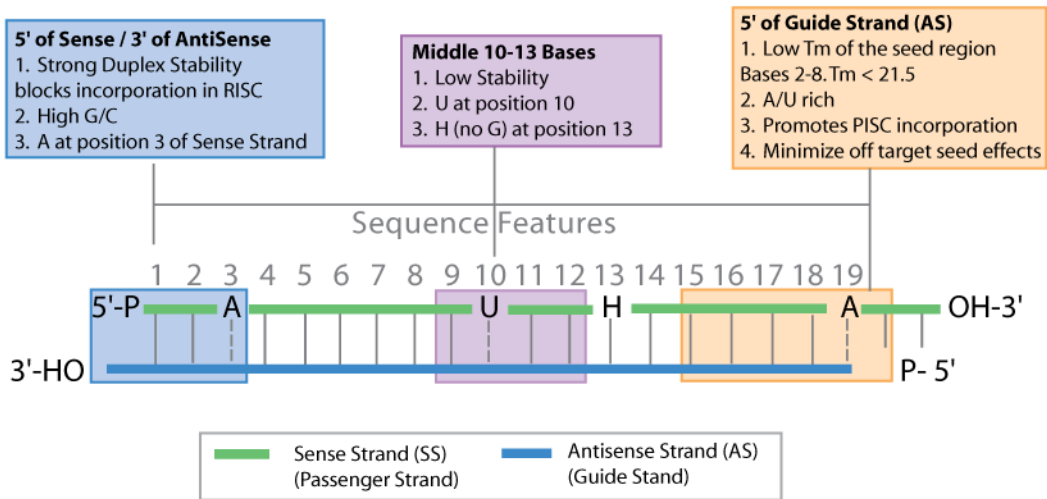 5' of Sense / 3' of AntiSense
1. Strong Duplex Stability
blocks incorporation in RISC
2. High G/C
3. A at position 3 of Sense Strand
Middle 10-13 Bases
1. Low Stability
2. U at position 10
3. H (no G) at position 13
5' of Guide Strand (AS)
1. Low Tm of the seed region
Bases 2-8. Tm < 21.5
2. A/U rich
3. Promotes PISC incorporation
4. Minimize off target seed effects
Sequence Features
1 2 3 4 5 6 7 8 9 10 11 12 13 14 15 16 17 18 19
5'-P A U H A OH-3'
3'-HO P- 5'
Sense Strand (SS)
(Passenger Strand)
Antisense Strand (AS)
(Guide Stand)